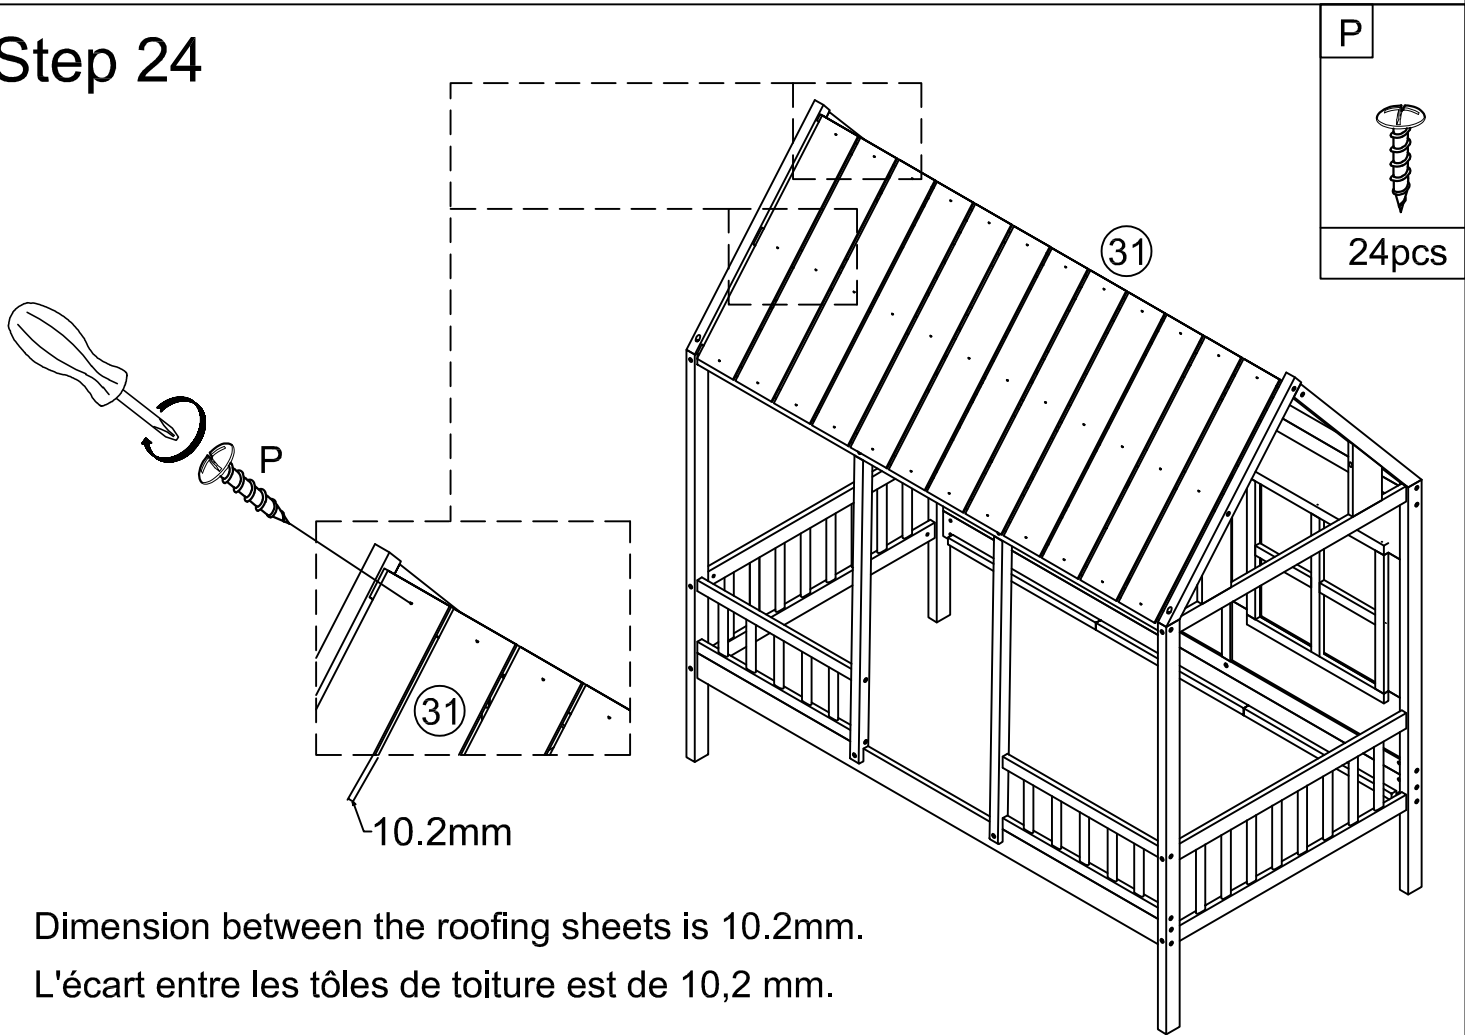 Step 24
P
24pcs
31
P
31
10.2mm
Dimension between the roofing sheets is 10.2mm.
L'écart entre les tôles de toiture est de 10,2 mm.